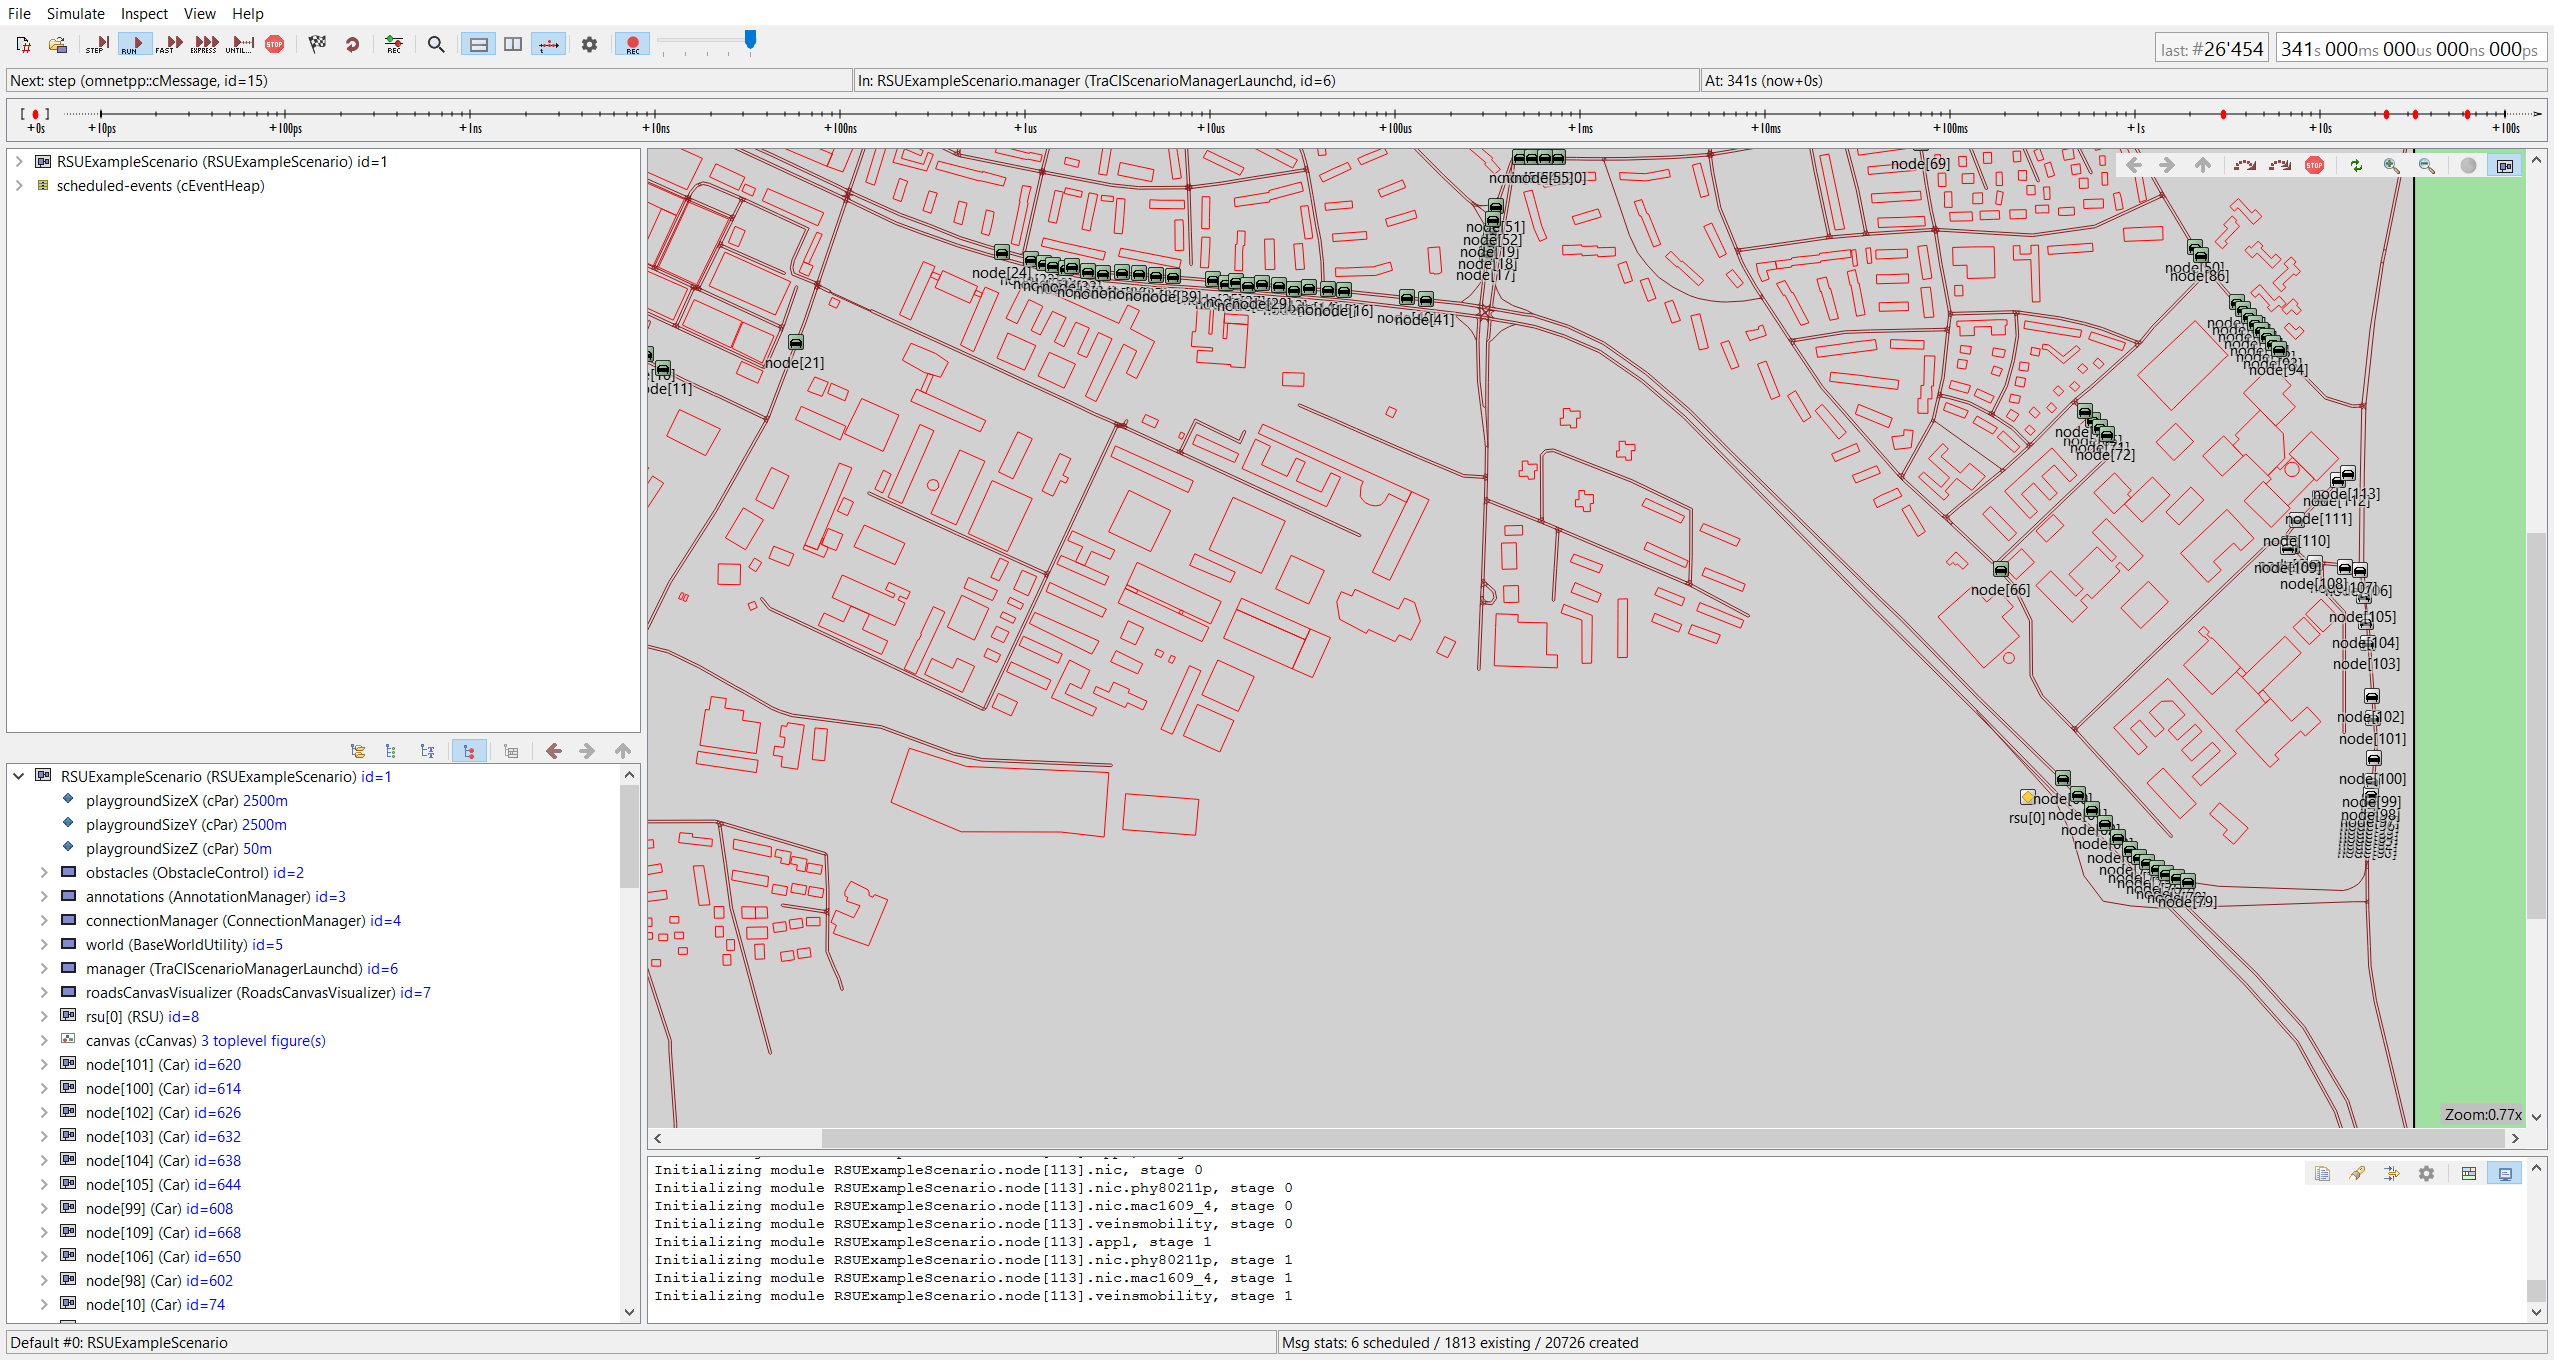 File Simulate Inspect View Help
STEP RUN FAST EXPRESS UNTIL... STOP REC REC
last: #26'454
341s 000ms 000us 000ns 000ps
Next: step (omnetpp::cMessage, id=15)
In: RSUExampleScenario.manager (TraCIScenarioManagerLaunchd, id=6)
At: 341s (now+0s)
+0s +10ps +100ps +1ns +10ns +100ns +1us +10us +100us +1ms +10ms +100ms +1s +10s +100s
RSUExampleScenario (RSUExampleScenario) id=1
scheduled-events (cEventHeap)
RSUExampleScenario (RSUExampleScenario) id=1
playgroundSizeX (cPar) 2500m
playgroundSizeY (cPar) 2500m
playgroundSizeZ (cPar) 50m
obstacles (ObstacleControl) id=2
annotations (AnnotationManager) id=3
connectionManager (ConnectionManager) id=4
world (BaseWorldUtility) id=5
manager (TraCIScenarioManagerLaunchd) id=6
roadsCanvasVisualizer (RoadsCanvasVisualizer) id=7
rsu[0] (RSU) id=8
canvas (cCanvas) 3 toplevel figure(s)
node[101] (Car) id=620
node[100] (Car) id=614
node[102] (Car) id=626
node[103] (Car) id=632
node[104] (Car) id=638
node[105] (Car) id=644
node[99] (Car) id=608
node[109] (Car) id=668
node[106] (Car) id=650
node[98] (Car) id=602
node[10] (Car) id=74
node[69]
STOP
node[51]
node[52]
node[19]
node[18]
node[17]
node[24]
node[39]
node[29]
node[16]
node[41]
node[21]
node[50]
node[86]
node[94]
node[72]
node[113]
node[112]
node[111]
node[110]
node[109]
node[108]
node[107]
node[66]
node[105]
node[104]
node[103]
node[102]
node[101]
node[100]
node[99]
node[98]
rsu[0]
node[79]
Zoom:0.77x
Initializing module RSUExampleScenario.node[113].nic, stage 0
Initializing module RSUExampleScenario.node[113].nic.phy80211p, stage 0
Initializing module RSUExampleScenario.node[113].nic.mac1609_4, stage 0
Initializing module RSUExampleScenario.node[113].veinsmobility, stage 0
Initializing module RSUExampleScenario.node[113].appl, stage 1
Initializing module RSUExampleScenario.node[113].nic.phy80211p, stage 1
Initializing module RSUExampleScenario.node[113].nic.mac1609_4, stage 1
Initializing module RSUExampleScenario.node[113].veinsmobility, stage 1
Default #0: RSUExampleScenario
Msg stats: 6 scheduled / 1813 existing / 20726 created